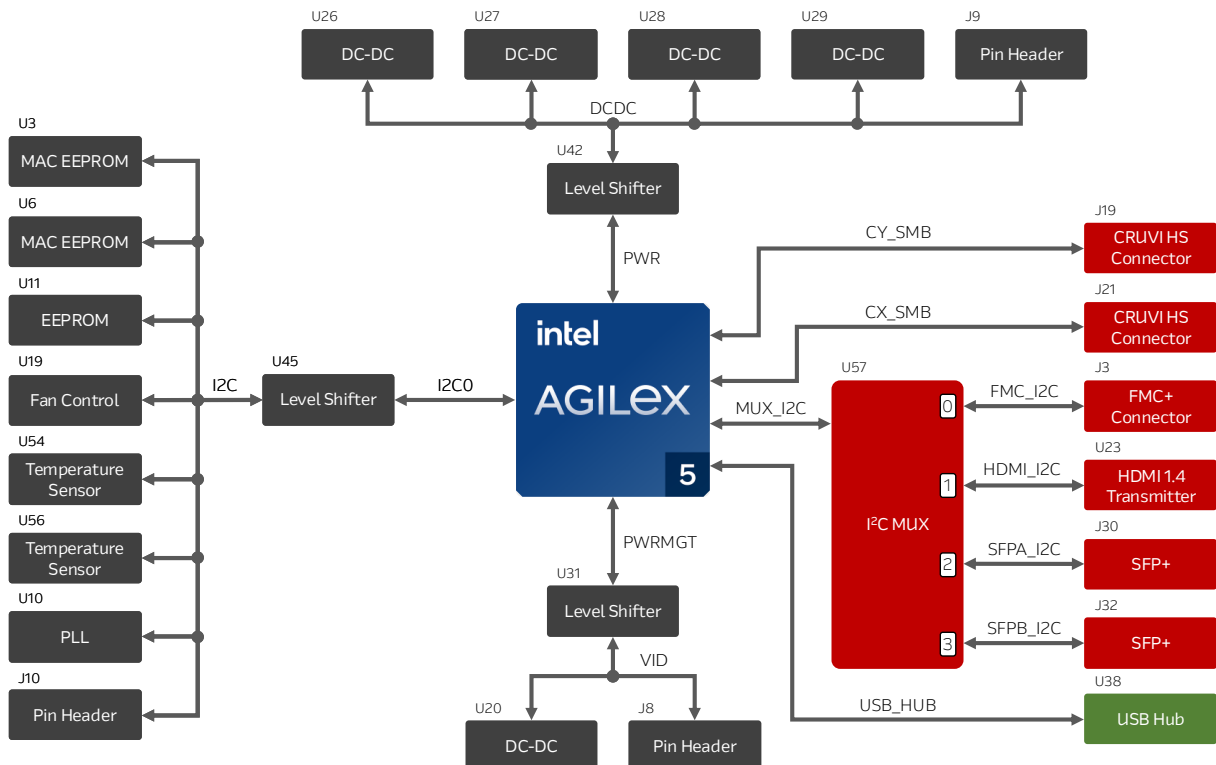 U26
DC-DC
U27
DC-DC
U28
DC-DC
U29
DC-DC
J9
Pin Header
DCDC
U42
Level Shifter
PWR
U3
MAC EEPROM
U6
MAC EEPROM
U11
EEPROM
U19
Fan Control
U54
Temperature
Sensor
U56
Temperature
Sensor
U10
PLL
J10
Pin Header
I2C
U45
Level Shifter
I2C0
intel
AGILEX
5
CY_SMB
J19
CRUVI HS
Connector
CX_SMB
J21
CRUVI HS
Connector
MUX_I2C
U57
I²C MUX
0
FMC_I2C
J3
FMC+
Connector
1
HDMI_I2C
U23
HDMI 1.4
Transmitter
2
SFPA_I2C
J30
SFP+
3
SFPB_I2C
J32
SFP+
USB_HUB
U38
USB Hub
PWRMGT
U31
Level Shifter
VID
U20
DC-DC
J8
Pin Header